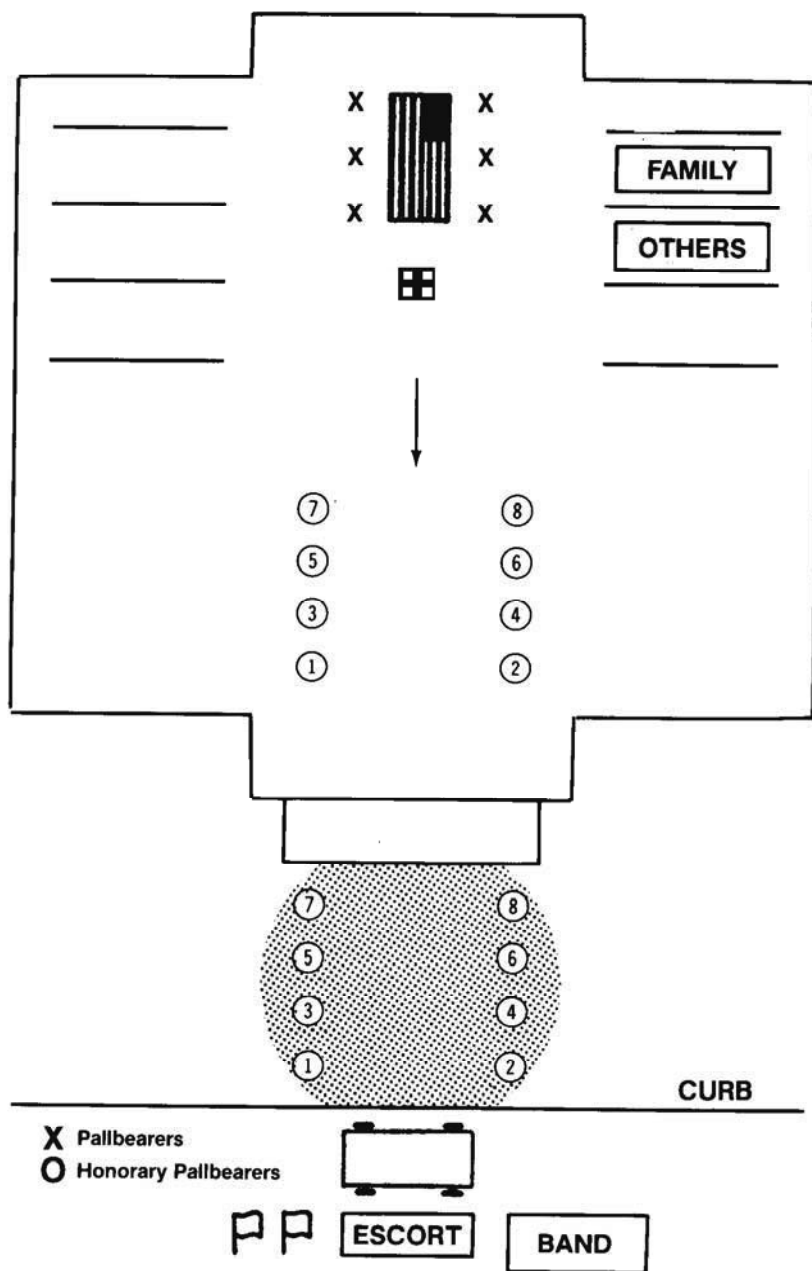 X X
FAMILY
X X
OTHERS
X X
7 8
5 6
3 4
1 2
7 8
5 6
3 4
1 2
CURB
X Pallbearers
O Honorary Pallbearers
ESCORT
BAND